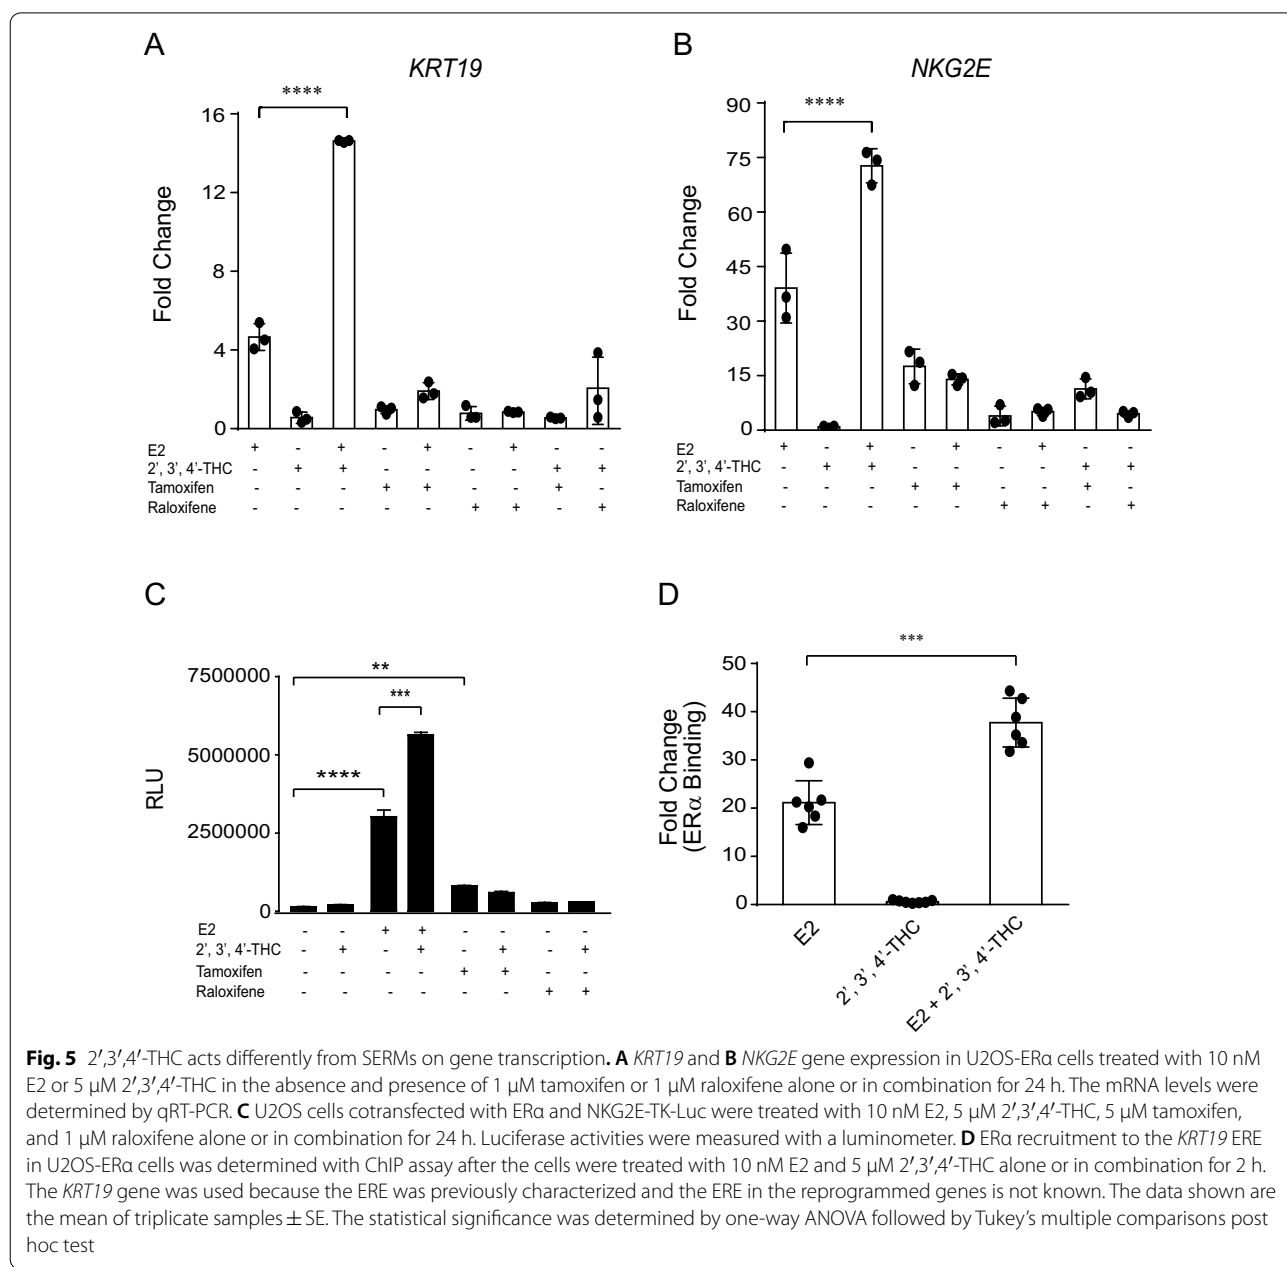 A
KRT19
****
16
12
8
4
0
Fold Change
E2 + - + - + - + - -
2', 3', 4'-THC - + + - - - - + +
Tamoxifen - - - + + - - + -
Raloxifene - - - - - + + - +
B
NKG2E
****
90
75
60
45
30
15
0
Fold Change
E2 + - + - + - + - -
2', 3', 4'-THC - + + - - - - + +
Tamoxifen - - - + + - - + -
Raloxifene - - - - - + + - +
C
**
***
****
7500000
5000000
2500000
0
RLU
E2 - - + + - - - -
2', 3', 4'-THC - + - + - + - +
Tamoxifen - - - - + + - -
Raloxifene - - - - - - + +
D
***
50
40
30
20
10
0
Fold Change
(ERα Binding)
E2
2', 3', 4'-THC
E2 + 2', 3', 4'-THC
Fig. 5 2′,3′,4′-THC acts differently from SERMs on gene transcription. A KRT19 and B NKG2E gene expression in U2OS-ERα cells treated with 10 nM
E2 or 5 μM 2′,3′,4′-THC in the absence and presence of 1 μM tamoxifen or 1 μM raloxifene alone or in combination for 24 h. The mRNA levels were
determined by qRT-PCR. C U2OS cells cotransfected with ERα and NKG2E-TK-Luc were treated with 10 nM E2, 5 μM 2′,3′,4′-THC, 5 μM tamoxifen,
and 1 μM raloxifene alone or in combination for 24 h. Luciferase activities were measured with a luminometer. D ERα recruitment to the KRT19 ERE
in U2OS-ERα cells was determined with ChIP assay after the cells were treated with 10 nM E2 and 5 μM 2′,3′,4′-THC alone or in combination for 2 h.
The KRT19 gene was used because the ERE was previously characterized and the ERE in the reprogrammed genes is not known. The data shown are
the mean of triplicate samples ± SE. The statistical significance was determined by one-way ANOVA followed by Tukey's multiple comparisons post
hoc test